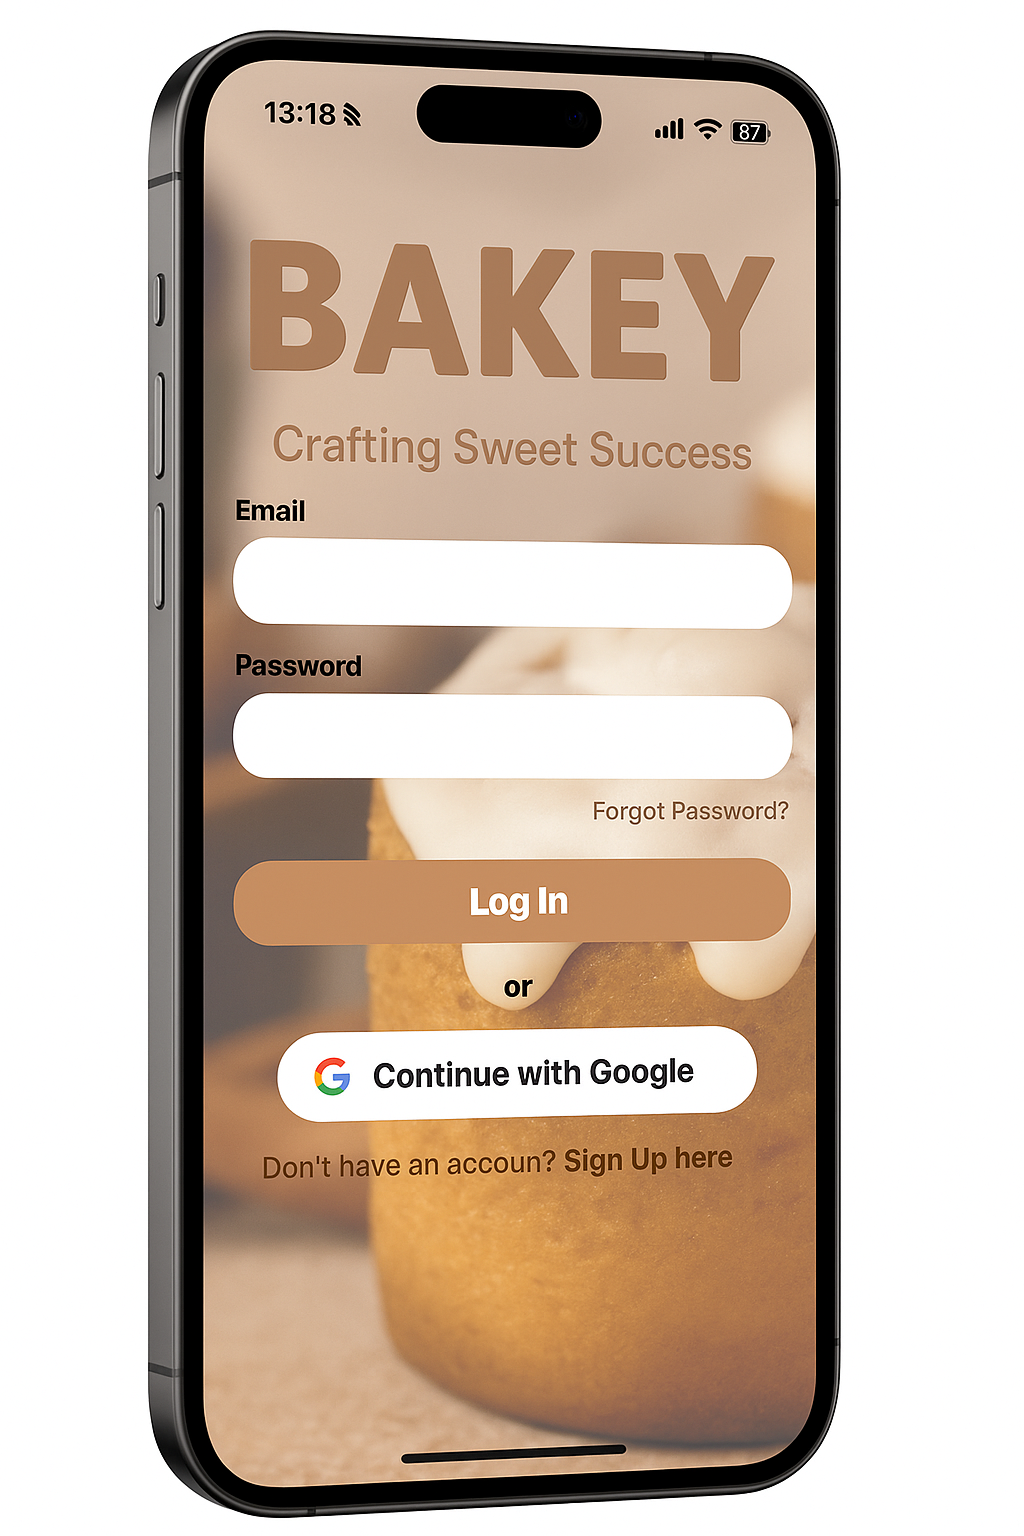 13:18
87
BAKEY
Crafting Sweet Success
Email
Password
Forgot Password?
Log In
or
Continue with Google
Don't have an accoun? Sign Up here